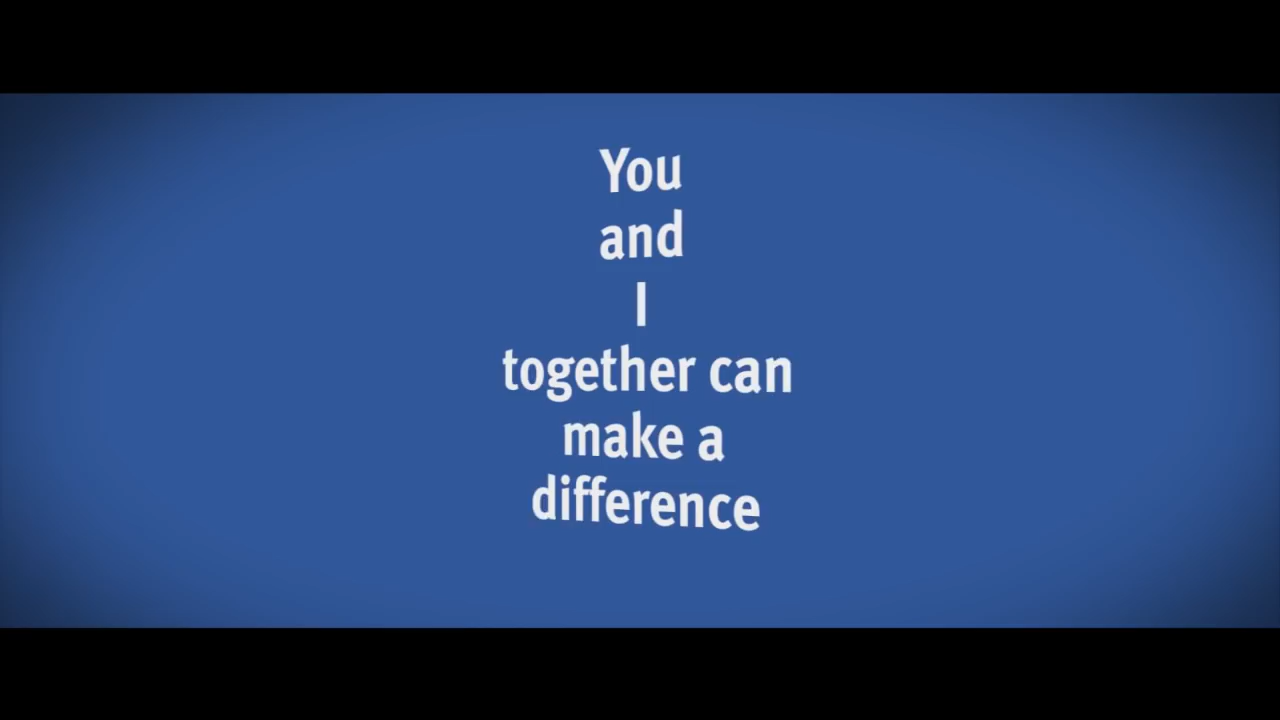 You
and
I
together can
make a
difference